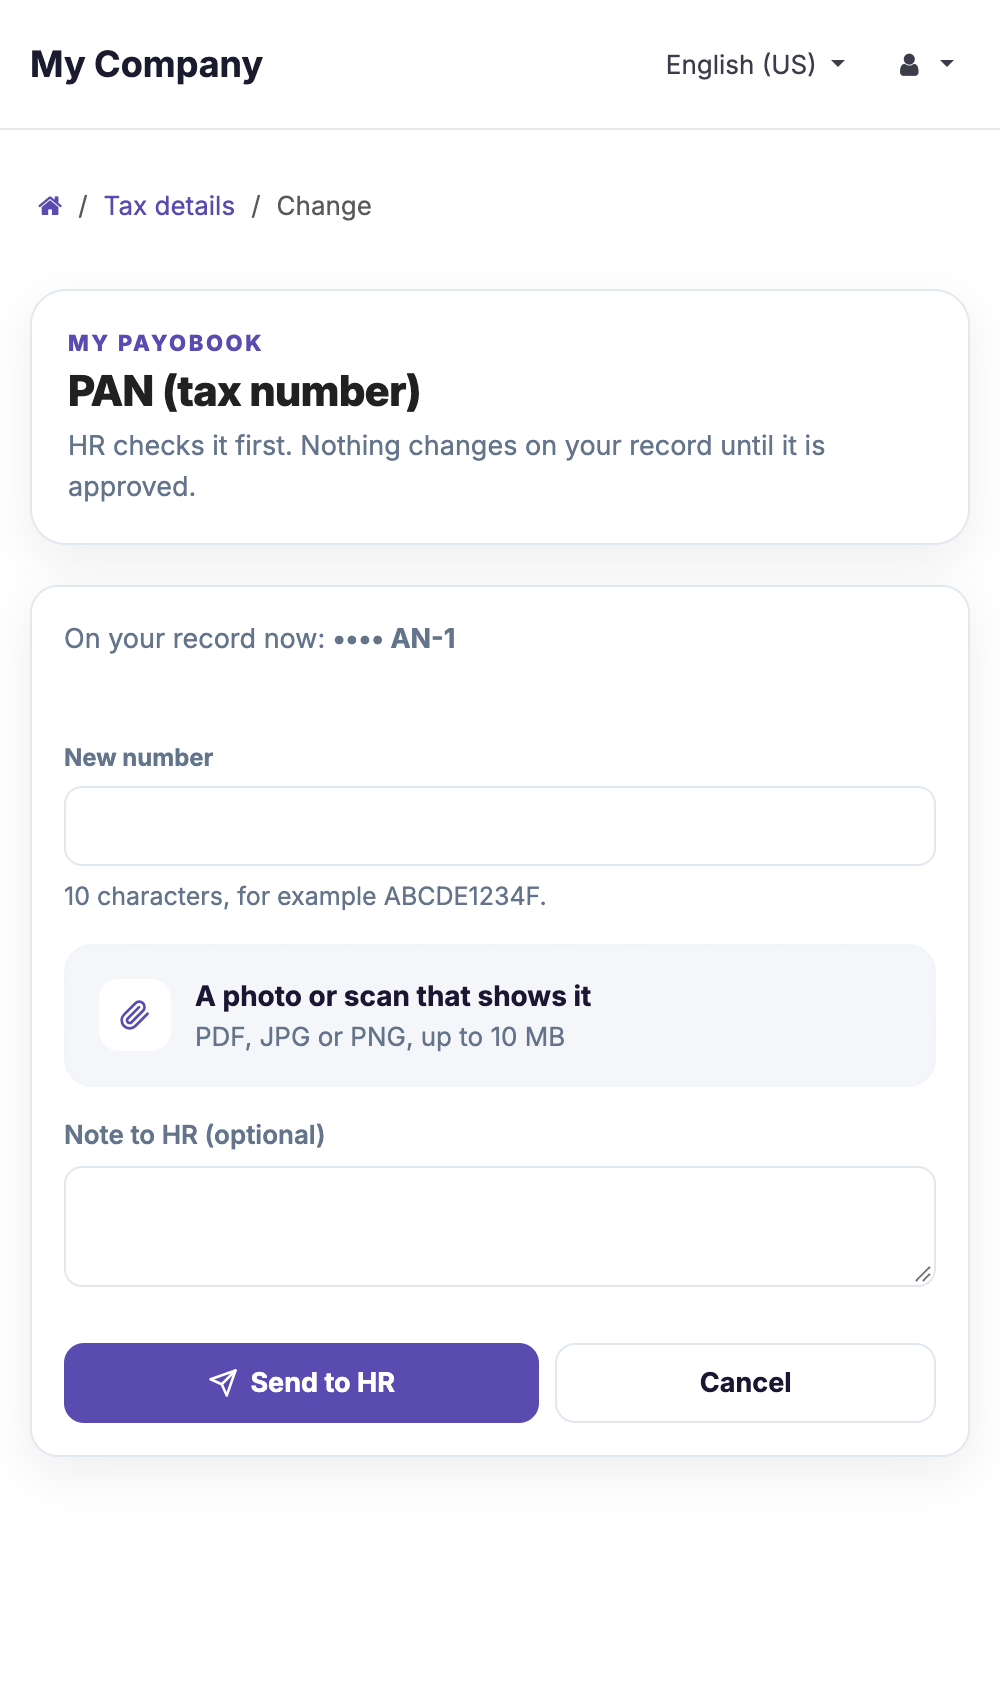 My Company
English (US)
/ Tax details / Change
MY PAYOBOOK
PAN (tax number)
HR checks it first. Nothing changes on your record until it is
approved.
On your record now: •••• AN-1
New number
10 characters, for example ABCDE1234F.
A photo or scan that shows it
PDF, JPG or PNG, up to 10 MB
Note to HR (optional)
Send to HR
Cancel